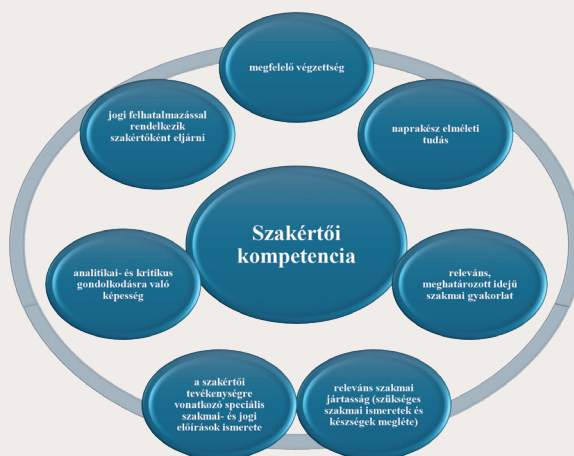 megfelelő végzettség
naprakész elméleti
tudás
releváns,
meghatározott idejű
szakmai gyakorlat
releváns szakmai
jártasság (szükséges
szakmai ismeretek és
készségek megléte)
a szakértői
tevékenységre
vonatkozó speciális
szakmai- és jogi
előírások ismerete
analitikai- és kritikus
gondolkodásra való
képesség
jogi felhatalmazással
rendelkezik
szakértőként eljárni
Szakértői
kompetencia